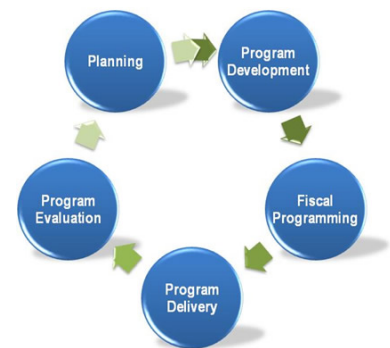 Planning
Program
Development
Fiscal
Programming
Program
Delivery
Program
Evaluation